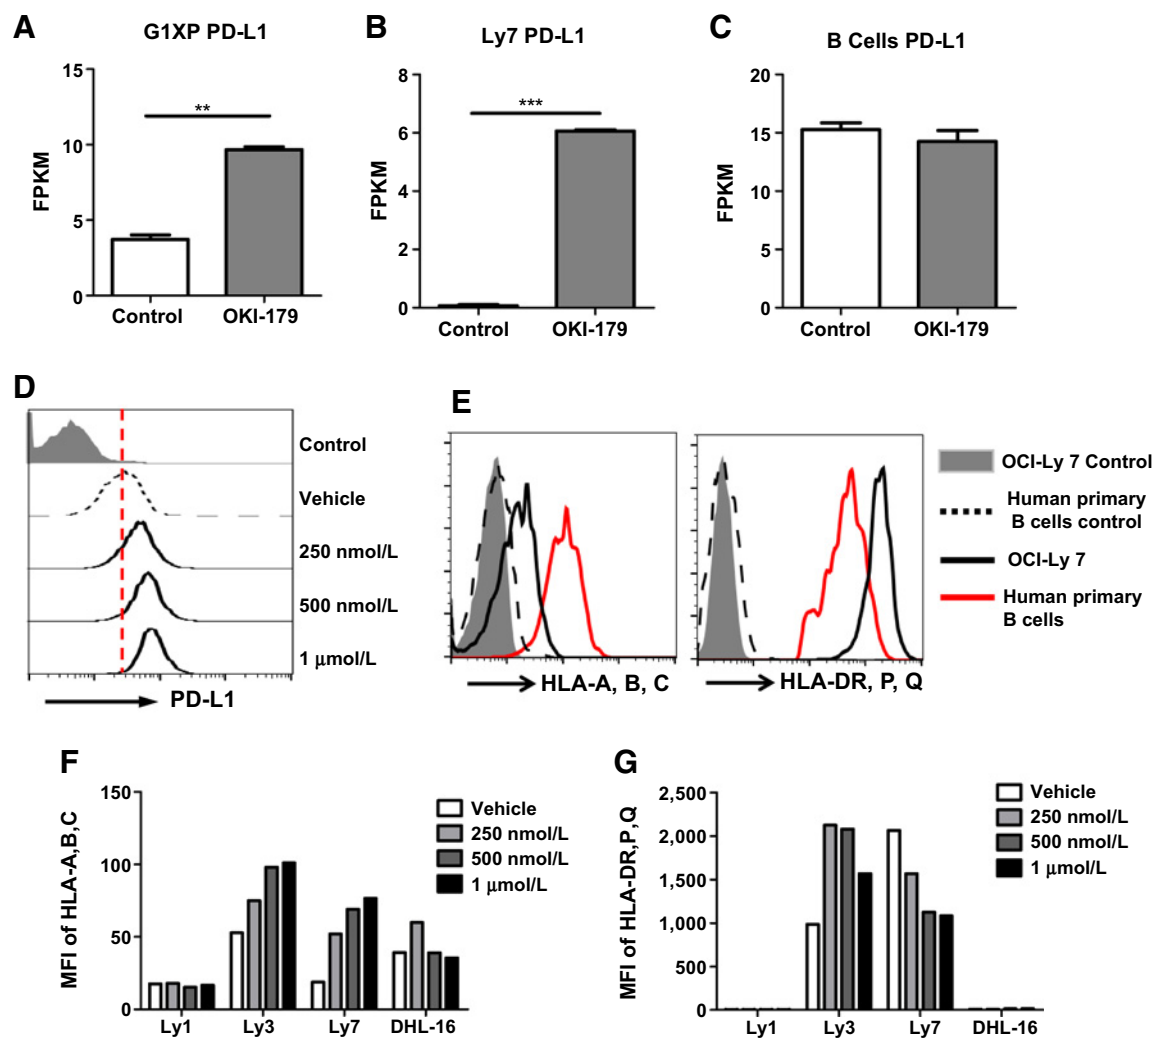 A
G1XP PD-L1
15
10
5
0
FPKM
**
Control
OKI-179
B
Ly7 PD-L1
8
6
4
2
0
FPKM
***
Control
OKI-179
C
B Cells PD-L1
20
15
10
5
0
FPKM
Control
OKI-179
D
Control
Vehicle
250 nmol/L
500 nmol/L
1 μmol/L
PD-L1
E
HLA-A, B, C
HLA-DR, P, Q
OCI-Ly 7 Control
Human primary
B cells control
OCI-Ly 7
Human primary
B cells
F
MFI of HLA-A,B,C
150
100
50
0
Ly1
Ly3
Ly7
DHL-16
Vehicle
250 nmol/L
500 nmol/L
1 μmol/L
G
MFI of HLA-DR,P,Q
2,500
2,000
1,500
1,000
500
0
Ly1
Ly3
Ly7
DHL-16
Vehicle
250 nmol/L
500 nmol/L
1 μmol/L